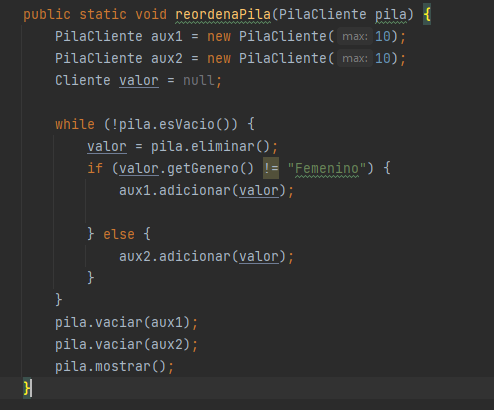 public static void reordenaPila(PilaCliente pila) {
    PilaCliente aux1 = new PilaCliente( max: 10);
    PilaCliente aux2 = new PilaCliente( max: 10);
    Cliente valor = null;

    while (!pila.esVacio()) {
        valor = pila.eliminar();
        if (valor.getGenero() != "Femenino") {
            aux1.adicionar(valor);

        } else {
            aux2.adicionar(valor);
        }
    }
    pila.vaciar(aux1);
    pila.vaciar(aux2);
    pila.mostrar();
}